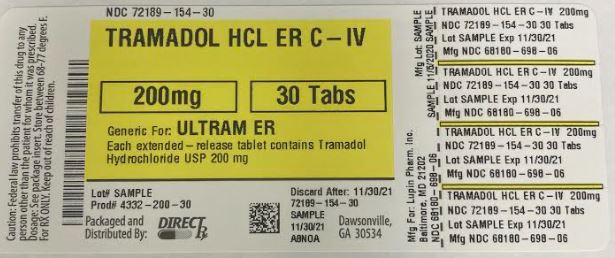 Caution: Federal law prohibits transfer of this drug to any
person other than the patient for whom it was prescribed.
Dosage: See package insert. Store between 68-77 degrees F.
For RX ONLY. Keep out of reach of children.
NDC 72189-154-30
TRAMADOL HCL ER C-IV
200mg
30 Tabs
Generic For: ULTRAM ER
Each extended-release tablet contains Tramadol
Hydrochloride USP 200 mg
Lot# SAMPLE
Prod# 4332-200-30
Packaged and
Distributed By:
DIRECT Rx
Discard After: 11/30/21
72189-154-30
SAMPLE
11/30/21
A8NOA
Dawsonville,
GA 30534
Mfg Lot: SAMPLE
SAMPLE 11/5/2020 SAMPLE
Mfg For: Lupin Pharm, Inc.
Baltimore, MD 21202
NDC 68180-698-06
TRAMADOL HCL ER C-IV 200mg
NDC 72189-154-30 30 Tabs
Lot SAMPLE Exp 11/30/21
Mfg NDC 68180-698-06
TRAMADOL HCL ER C-IV 200mg
NDC 72189-154-30 30 Tabs
Lot SAMPLE Exp 11/30/21
Mfg NDC 68180-698-06
TRAMADOL HCL ER C-IV 200mg
NDC 72189-154-30 30 Tabs
Lot SAMPLE Exp 11/30/21
Mfg NDC 68180-698-06
TRAMADOL HCL ER C-IV 200mg
NDC 72189-154-30 30 Tabs
Lot SAMPLE Exp 11/30/21
Mfg NDC 68180-698-06